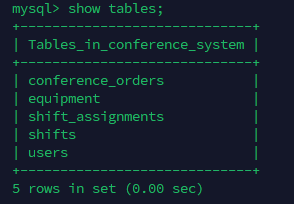 mysql> show tables;
+-----------------------------+
| Tables_in_conference_system |
+-----------------------------+
| conference_orders           |
| equipment                   |
| shift_assignments           |
| shifts                      |
| users                       |
+-----------------------------+
5 rows in set (0.00 sec)